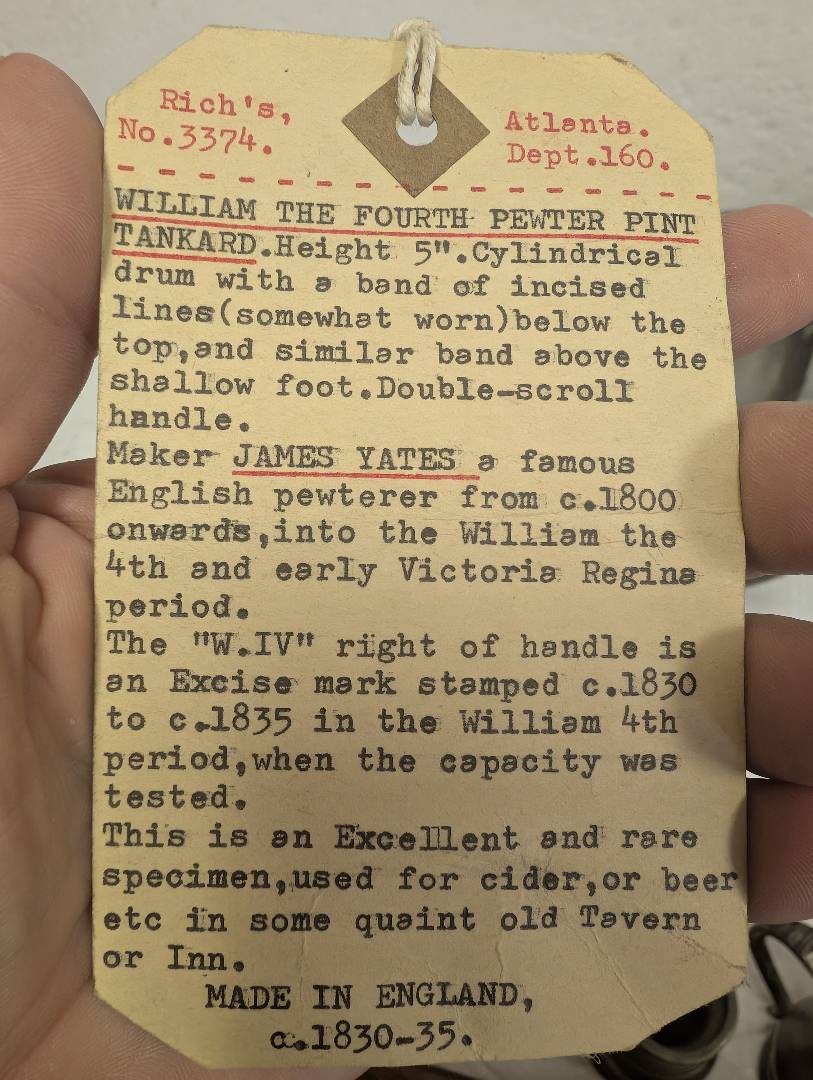 Rich's, Atlanta.
No.3374. Dept.160.
WILLIAM THE FOURTH PEWTER PINT
TANKARD.Height 5".Cylindrical
drum with a band of incised
lines(somewhat worn)below the
top,and similar band above the
shallow foot.Double-scroll
handle.
Maker JAMES YATES a famous
English pewterer from c.1800
onwards,into the William the
4th and early Victoria Regina
period.
The "W.IV" right of handle is
an Excise mark stamped c.1830
to c.1835 in the William 4th
period,when the capacity was
tested.
This is an Excellent and rare
specimen,used for cider,or beer
etc in some quaint old Tavern
or Inn.
MADE IN ENGLAND,
c.1830-35.